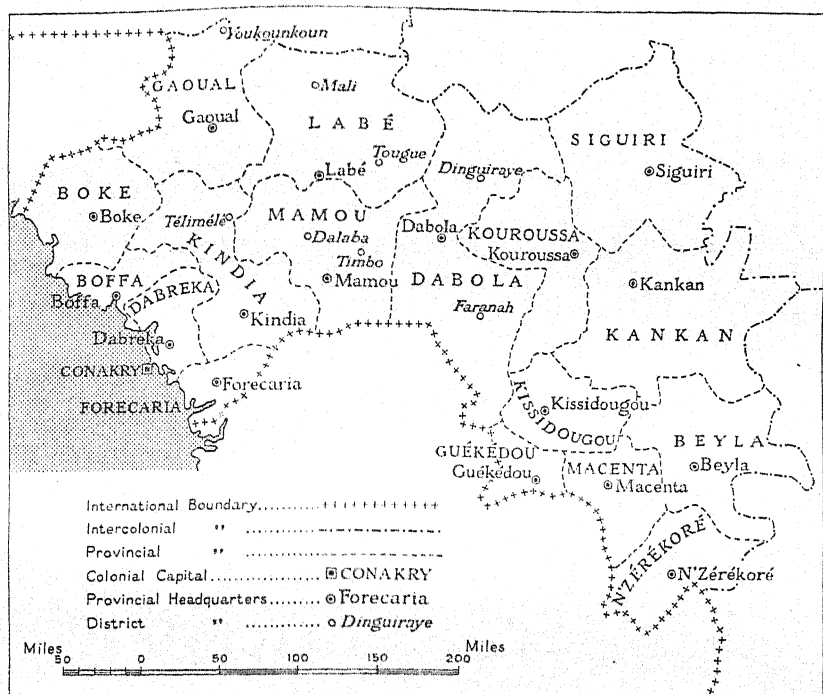 Youkounkoun
GAOUAL
Gaoual
Mali
LABÉ
Tougue
Labé
Dinguiraye
SIGUIRI
Siguiri
BOKE
Boke
Télimélé
MAMOU
Dalaba
Timbo
Mamou
Dabola
KOUROUSSA
Kouroussa
KINDIA
Kindia
BOFFA
Boffa
DABREKA
Dabreka
DABOLA
Faranah
Kankan
KANKAN
CONAKRY
Forecaria
FORECARIA
KISSIDOUGOU
Kissidougou
GUÉKÉDOU
Guékédou
MACENTA
Macenta
BEYLA
Beyla
N'ZÉRÉKORÉ
N'Zérékoré
International Boundary
Intercolonial "
Provincial "
Colonial Capital CONAKRY
Provincial Headquarters Forecaria
District " Dinguiraye
Miles Miles
50 0 50 100 150 200